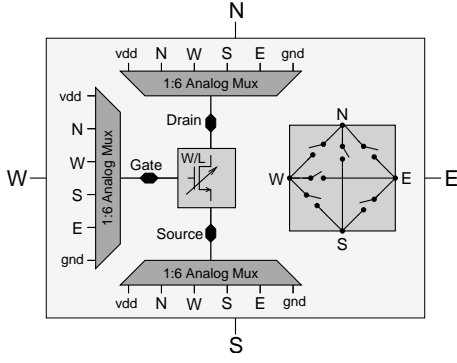 N
vdd N W S E gnd
1:6 Analog Mux
Drain
vdd
N
W
S
E
gnd
1:6 Analog Mux
Gate
W/L
Source
N
W
E
S
W
E
1:6 Analog Mux
vdd N W S E gnd
S